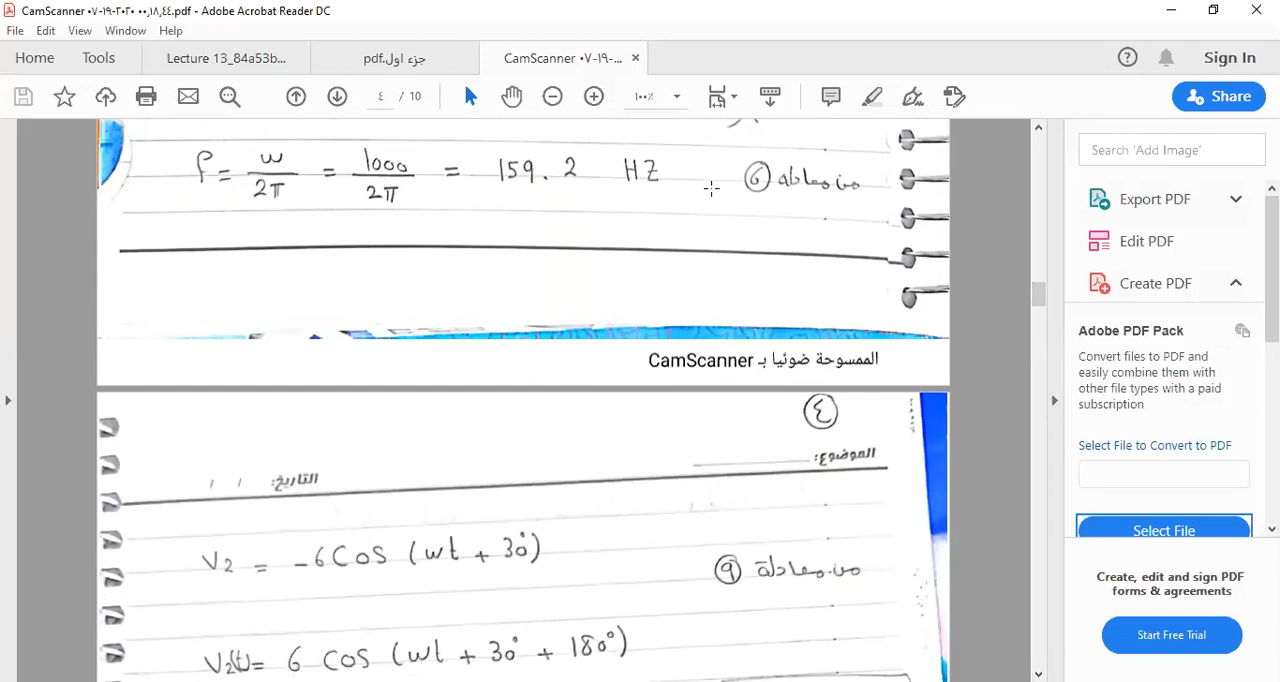 CamScanner ٠٧-١٩-٢٠٢٠ ٠٠,١٨,٤٤.pdf - Adobe Acrobat Reader DC
File Edit View Window Help
Home Tools Lecture 13_84a53b... جزء اول.pdf CamScanner ٠٧-١٩-... ×
٤ / 10 ١٠٠٪
Sign In
Share
f = w/2π = 1000/2π = 159.2 HZ من معادلة ⑥
الممسوحة ضوئيا بـ CamScanner
٤
الموضوع:
التاريخ: / /
V2 = -6 Cos (wt + 30°) من معادلة ⑨
V2(t) = 6 Cos (wt + 30° + 180°)
Search 'Add Image'
Export PDF
Edit PDF
Create PDF
Adobe PDF Pack
Convert files to PDF and
easily combine them with
other file types with a paid
subscription
Select File to Convert to PDF
Select File
Create, edit and sign PDF
forms & agreements
Start Free Trial